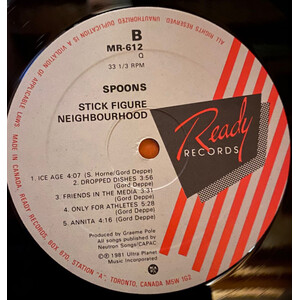 B
MR-612
Q
33 1/3 RPM
SPOONS
STICK FIGURE
NEIGHBOURHOOD
Ready
RECORDS
1. ICE AGE 4:07 (S. Horne/Gord Deppe)
2. DROPPED DISHES 3:56
(Gord Deppe)
3. FRIENDS IN THE MEDIA 3:31
(Gord Deppe)
4. ONLY FOR ATHLETES 5:28
(Gord Deppe)
5. ANNITA 4:16 (Gord Deppe)
Produced by Graeme Pole
All songs published by
Neutron Songs/CAPAC
©℗1981 Ultra Planet
Music Incorporated
ALL RIGHTS RESERVED. UNAUTHORIZED DUPLICATION IS A VIOLATION OF APPLICABLE LAWS. MADE IN CANADA. READY RECORDS, BOX 870, STATION "A", TORONTO, CANADA M5W 1G2